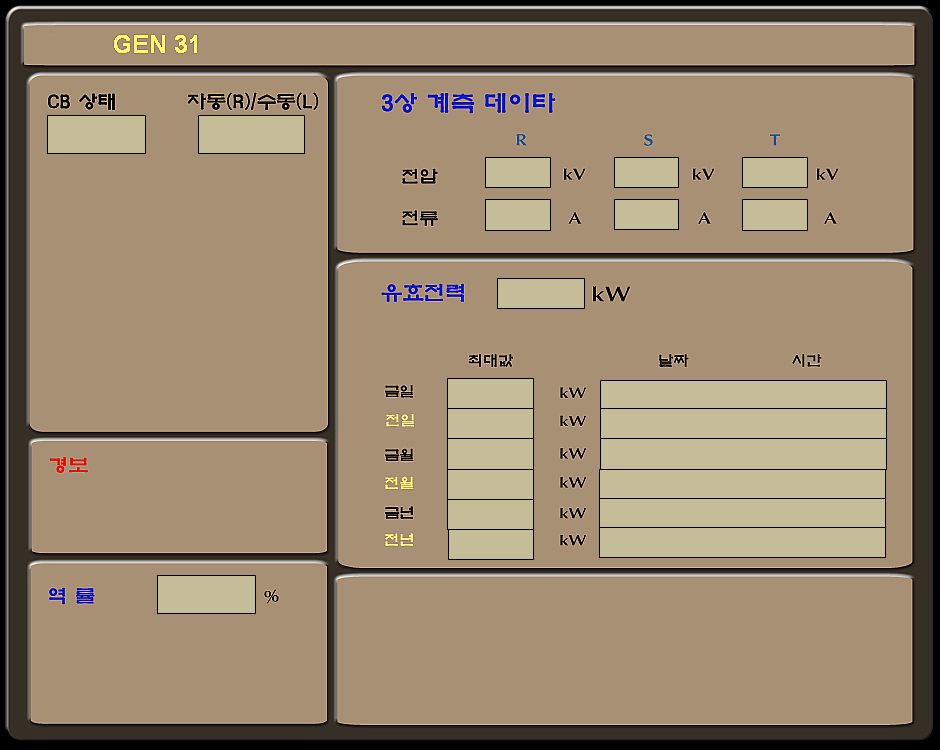 GEN 31
CB 상태 자동(R)/수동(L)
3상 계측 데이타
R S T
전압 kV kV kV
전류 A A A
유효전력 kW
최대값 날짜 시간
금일 kW
전일 kW
금월 kW
전월 kW
금년 kW
전년 kW
경보
역 률 %